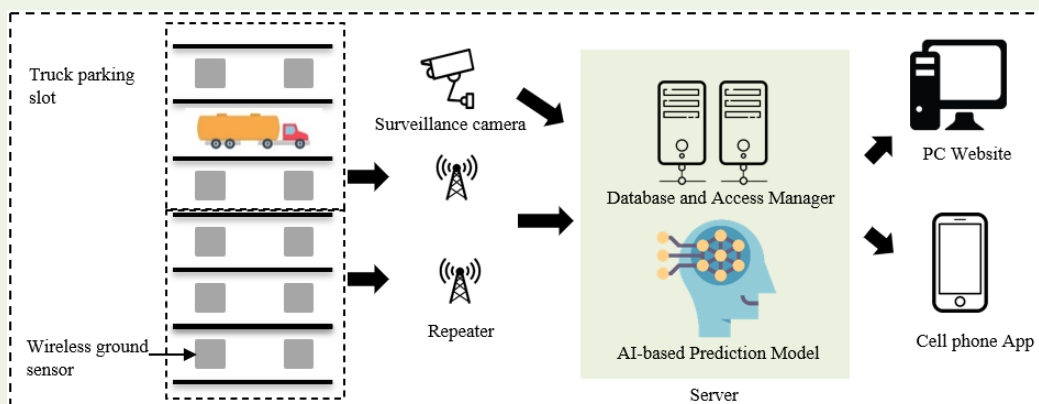 Truck parking
slot
Surveillance camera
PC Website
Database and Access Manager
Repeater
Wireless ground
sensor
AI-based Prediction Model
Cell phone App
Server